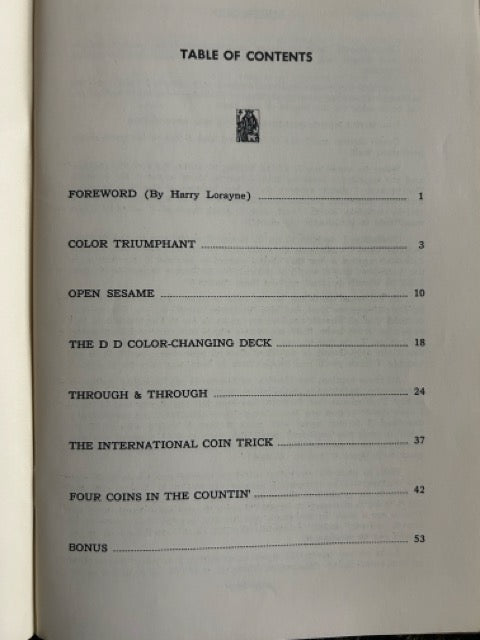 TABLE OF CONTENTS
FOREWORD (By Harry Lorayne) ........ 1
COLOR TRIUMPHANT ........ 3
OPEN SESAME ........ 10
THE D D COLOR-CHANGING DECK ........ 18
THROUGH & THROUGH ........ 24
THE INTERNATIONAL COIN TRICK ........ 37
FOUR COINS IN THE COUNTIN' ........ 42
BONUS ........ 53